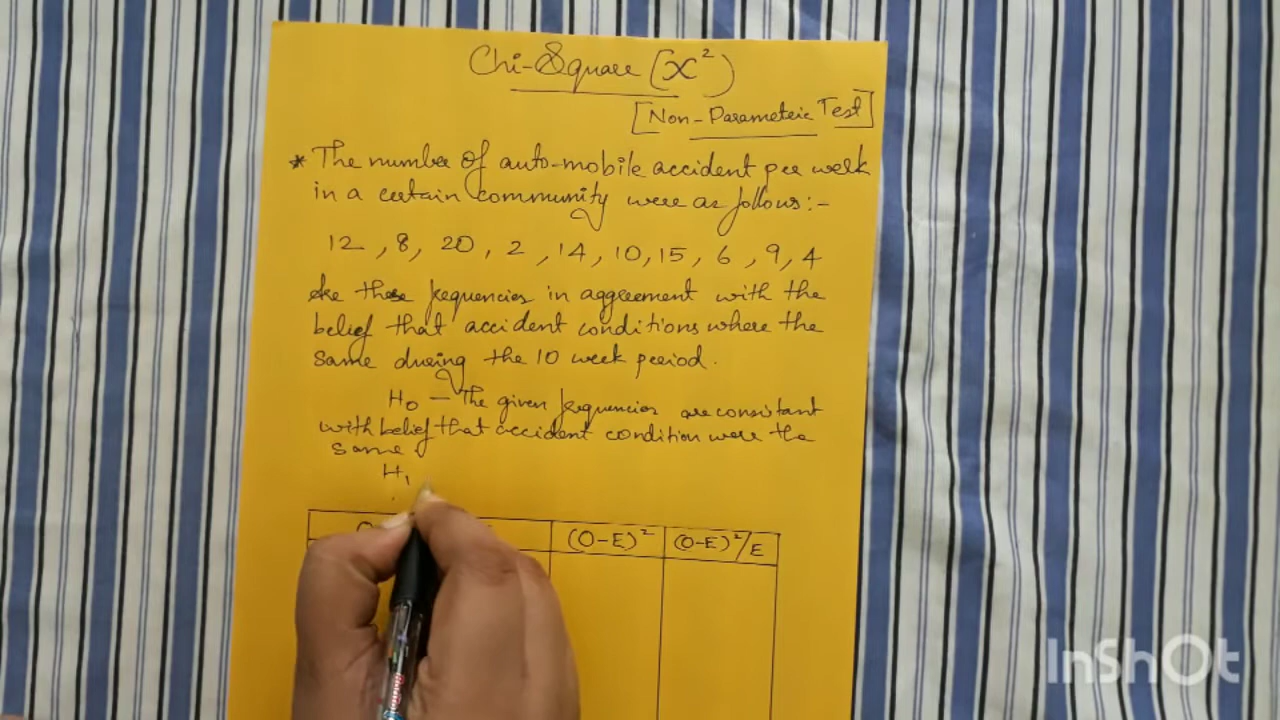 Chi-Square [x²)
[Non-Parameteric Test]
* The number of auto-mobile accident per week
in a certain community were as follows:-
12, 8, 20, 2, 14, 10, 15, 6, 9, 4
Are these frequencies in aggreement with the
belief that accident conditions where the
same during the 10 week period.
H₀ – The given frequencies are consistant
with belief that accident condition were the
same.
H₁
O
(O-E)²
(O-E)²/E
InShOt